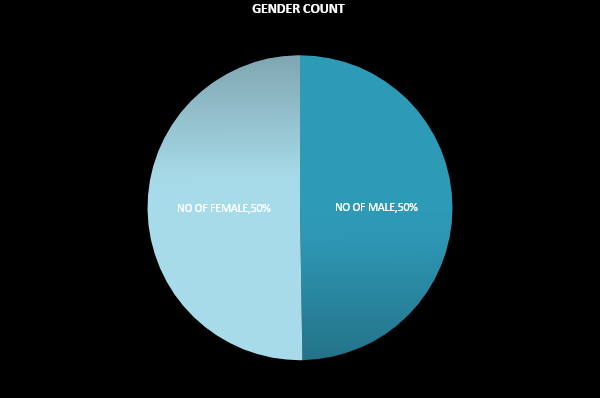 GENDER COUNT
NO OF FEMALE,50%
NO OF MALE,50%